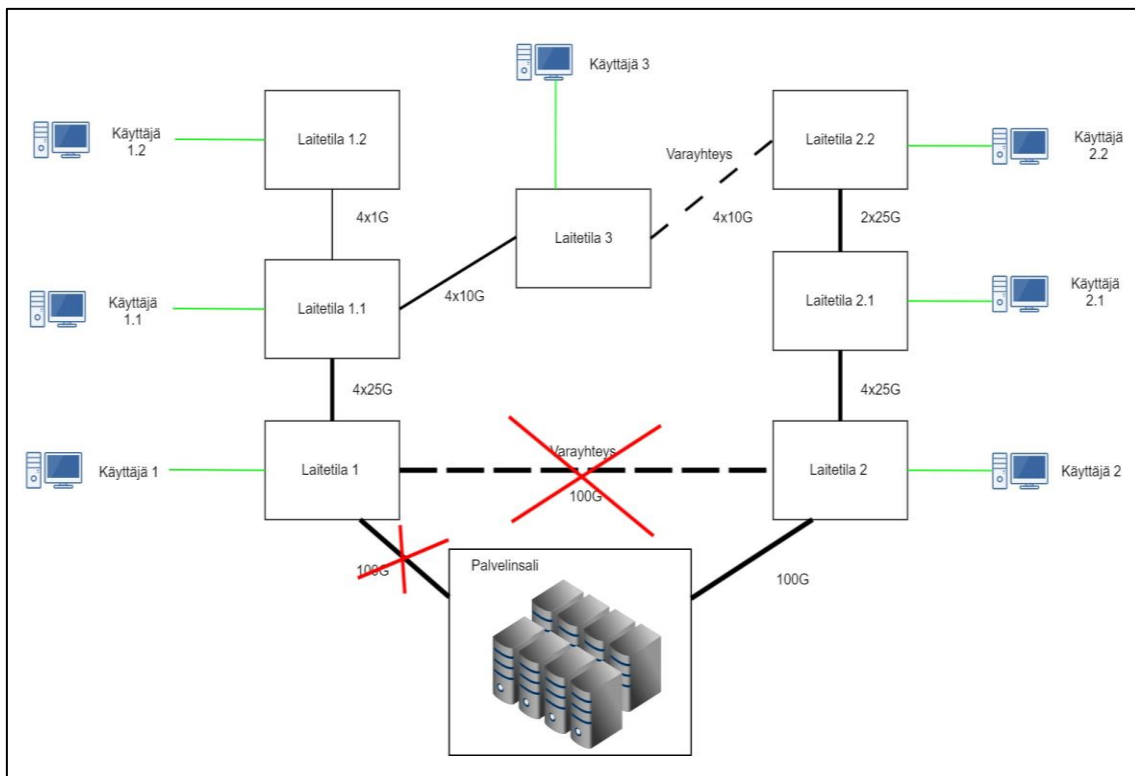 Käyttäjä 3
Käyttäjä
1.2
Laitetila 1.2
Varayhteys
Laitetila 2.2
Käyttäjä
2.2
4x1G
4x10G
2x25G
Laitetila 3
Käyttäjä
1.1
Laitetila 1.1
4x10G
Laitetila 2.1
Käyttäjä
2.1
4x25G
4x25G
Käyttäjä 1
Laitetila 1
Varayhteys
100G
Laitetila 2
Käyttäjä 2
100G
Palvelinsali
100G